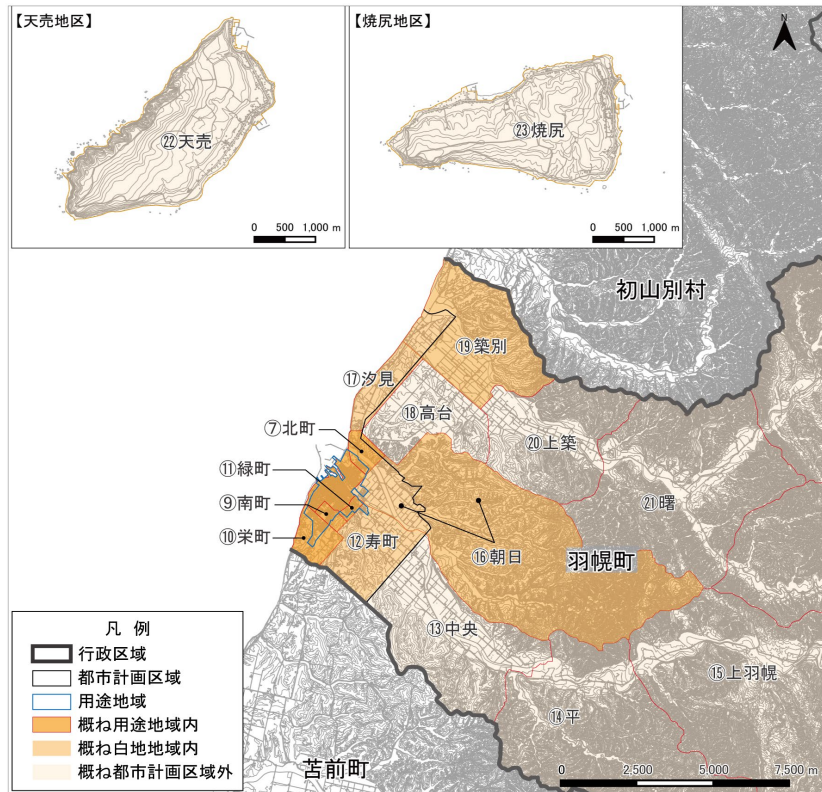 【天売地区】
㉒天売
0 500 1,000 m
【焼尻地区】
㉓焼尻
0 500 1,000 m
N
初山別村
⑲築別
⑰汐見
⑱高台
⑦北町
⑳上築
⑪緑町
㉑曙
⑨南町
⑩栄町
⑫寿町
⑯朝日
羽幌町
⑬中央
⑮上羽幌
⑭平
苫前町
0 2,500 5,000 7,500 m
凡 例
行政区域
都市計画区域
用途地域
概ね用途地域内
概ね白地地域内
概ね都市計画区域外